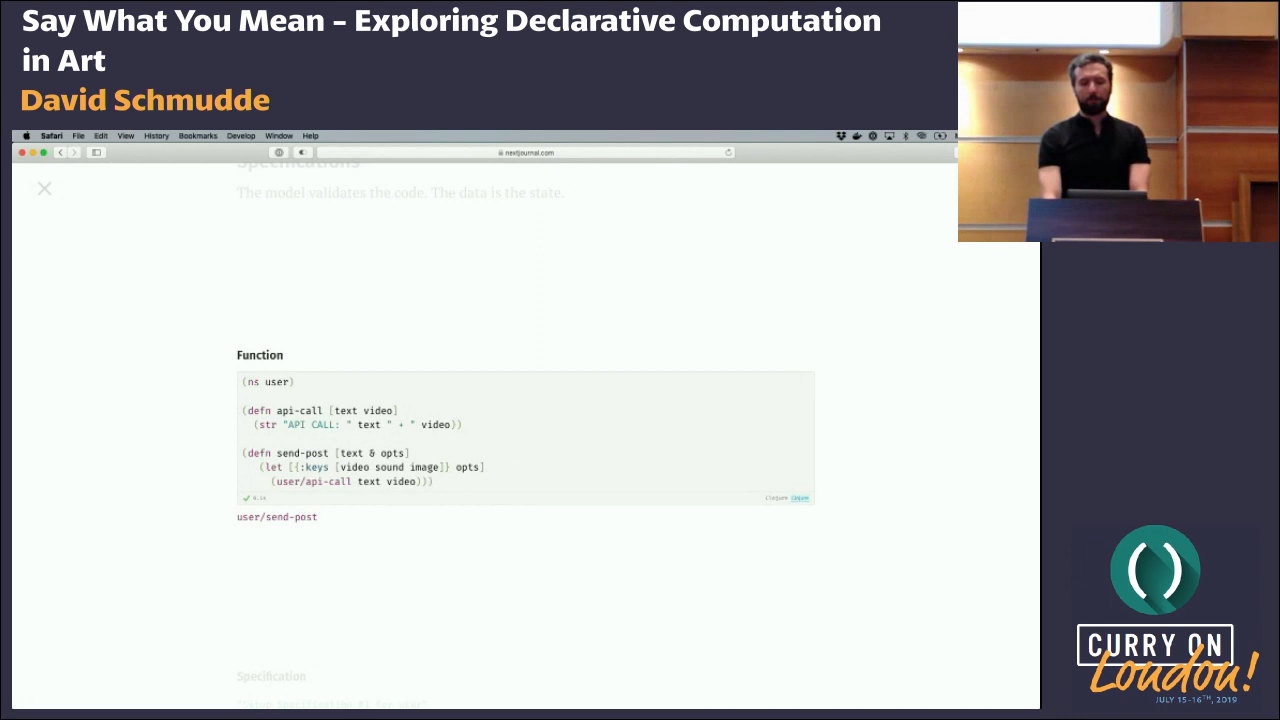 Say What You Mean – Exploring Declarative Computation
in Art
David Schmudde
Safari File Edit View History Bookmarks Develop Window Help
nextjournal.com
Specifications
The model validates the code. The data is the state.
Function
(ns user)
(defn api-call [text video]
(str "API CALL: " text " + " video))
(defn send-post [text & opts]
(let [{:keys [video sound image]} opts]
(user/api-call text video)))
Clojure Clojure
user/send-post
Specification
CURRY ON
London!
JULY 15-16TH, 2019